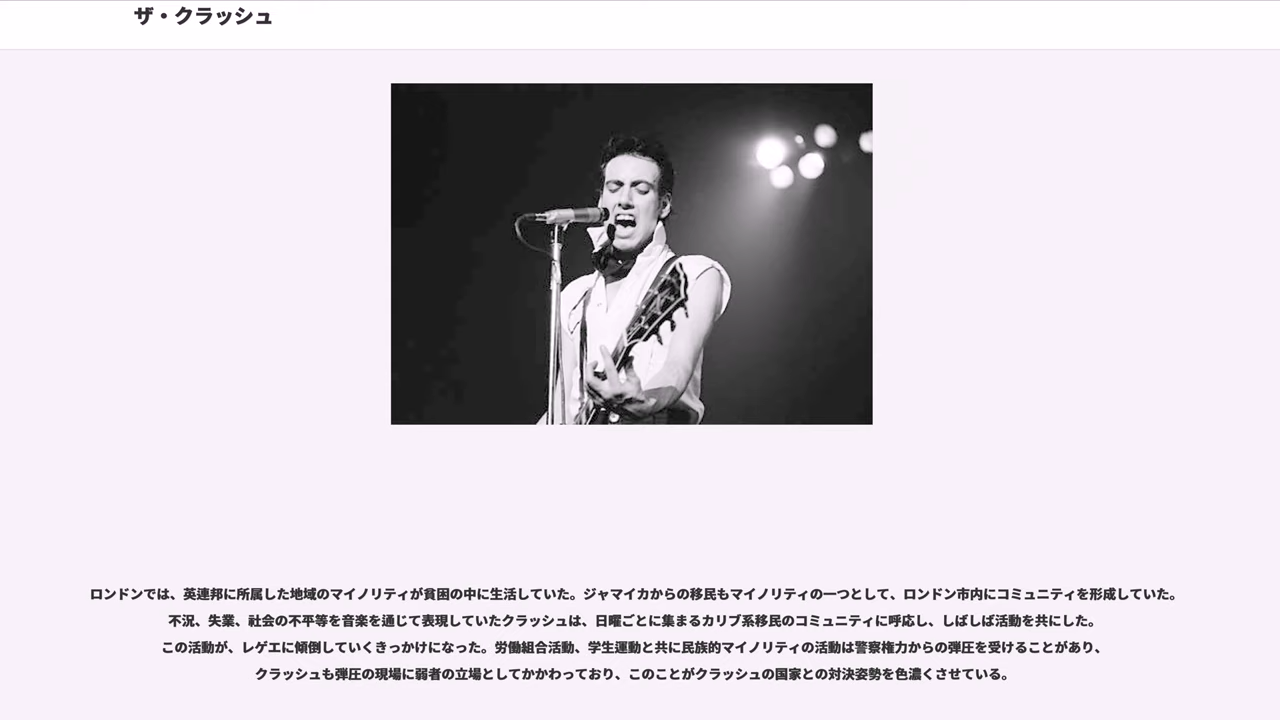 ザ・クラッシュ
ロンドンでは、英連邦に所属した地域のマイノリティが貧困の中に生活していた。ジャマイカからの移民もマイノリティの一つとして、ロンドン市内にコミュニティを形成していた。
不況、失業、社会の不平等を音楽を通じて表現していたクラッシュは、日曜ごとに集まるカリブ系移民のコミュニティに呼応し、しばしば活動を共にした。
この活動が、レゲエに傾倒していくきっかけになった。労働組合活動、学生運動と共に民族的マイノリティの活動は警察権力からの弾圧を受けることがあり、
クラッシュも弾圧の現場に弱者の立場としてかかわっており、このことがクラッシュの国家との対決姿勢を色濃くさせている。